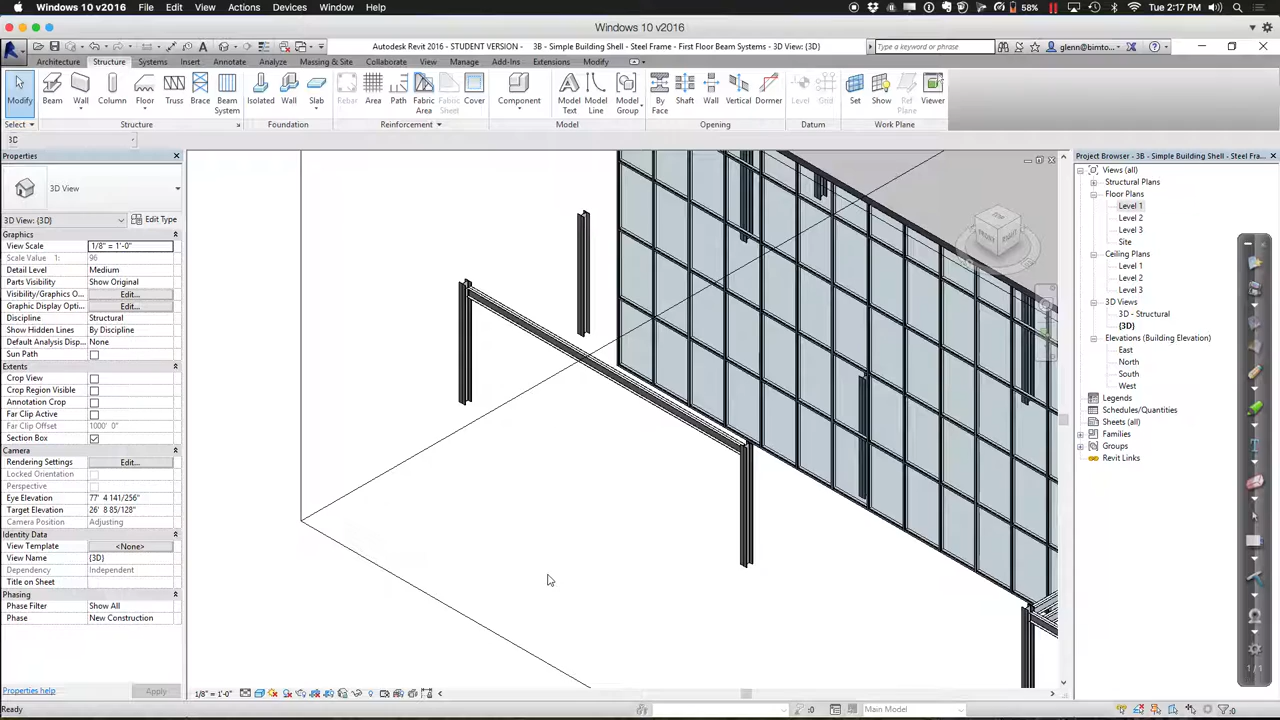 File Edit View Actions Devices Window Help 58% Tue 2:17 PM
Windows 10 v2016
Autodesk Revit 2016 - STUDENT VERSION - 3B - Simple Building Shell - Steel Frame - First Floor Beam Systems - 3D View: {3D} Type a keyword or phrase glenn@bimto...
Architecture Structure Systems Insert Annotate Analyze Massing & Site Collaborate View Manage Add-Ins Extensions Modify
Modify Beam Wall Column Floor Truss Brace Beam System Isolated Wall Slab Rebar Area Path Fabric Area Fabric Sheet Cover Component Model Text Model Line Model Group By Face Shaft Wall Vertical Dormer Level Grid Set Show Ref Plane Viewer
Select Structure Foundation Reinforcement Model Opening Datum Work Plane
Properties
3D View
3D View: {3D} Edit Type
Graphics
View Scale 1/8" = 1'-0"
Scale Value 1: 96
Detail Level Medium
Parts Visibility Show Original
Visibility/Graphics O... Edit...
Graphic Display Opti... Edit...
Discipline Structural
Show Hidden Lines By Discipline
Default Analysis Disp... None
Sun Path
Extents
Crop View
Crop Region Visible
Annotation Crop
Far Clip Active
Far Clip Offset 1000' 0"
Section Box
Camera
Rendering Settings Edit...
Locked Orientation
Perspective
Eye Elevation 77' 4 141/256"
Target Elevation 26' 8 85/128"
Camera Position Adjusting
Identity Data
View Template <None>
View Name {3D}
Dependency Independent
Title on Sheet
Phasing
Phase Filter Show All
Phase New Construction
Properties help Apply
TOP
FRONT RIGHT
Project Browser - 3B - Simple Building Shell - Steel Fra...
Views (all)
Structural Plans
Floor Plans
Level 1
Level 2
Level 3
Site
Ceiling Plans
Level 1
Level 2
Level 3
3D Views
3D - Structural
{3D}
Elevations (Building Elevation)
East
North
South
West
Legends
Schedules/Quantities
Sheets (all)
Families
Groups
Revit Links
1/1
1/8" = 1'-0"
:0 Main Model :0